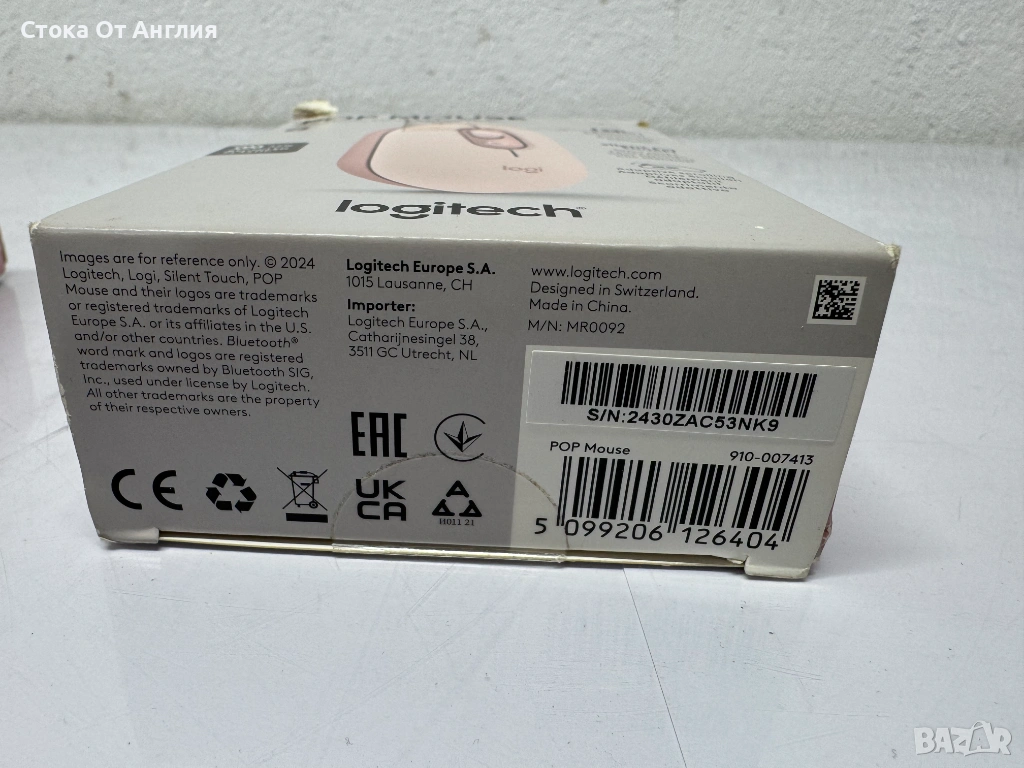 Стока От Англия
MOUSE
logi
logitech
Images are for reference only. © 2024
Logitech, Logi, Silent Touch, POP
Mouse and their logos are trademarks
or registered trademarks of Logitech
Europe S.A. or its affiliates in the U.S.
and/or other countries. Bluetooth®
word mark and logos are registered
trademarks owned by Bluetooth SIG,
Inc., used under license by Logitech.
All other trademarks are the property
of their respective owners.
Logitech Europe S.A.
1015 Lausanne, CH
Importer:
Logitech Europe S.A.,
Catharijnesingel 38,
3511 GC Utrecht, NL
www.logitech.com
Designed in Switzerland.
Made in China.
M/N: MR0092
S/N:2430ZAC53NK9
POP Mouse 910-007413
5 099206 126404
EAC
CE
UK
CA
A
И011 21
BAZAR